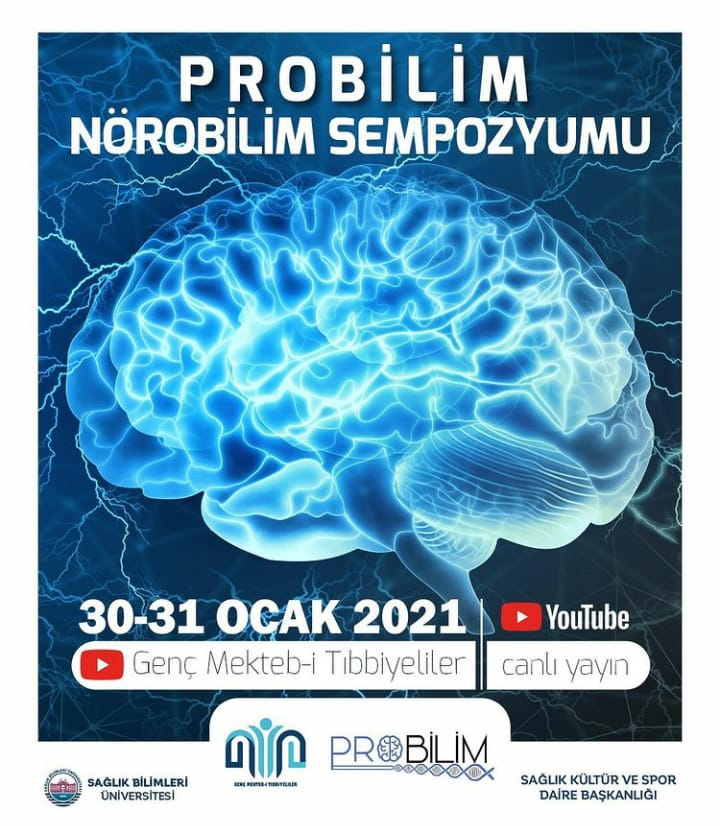 PROBİLİM
NÖROBİLİM SEMPOZYUMU
30-31 OCAK 2021
YouTube
Genç Mekteb-i Tıbbiyeliler
canlı yayın
GENÇ MEKTEB-İ TIBBİYELİLER
PROBİLİM
SAĞLIK BİLİMLERİ
ÜNİVERSİTESİ
SAĞLIK KÜLTÜR VE SPOR
DAİRE BAŞKANLIĞI